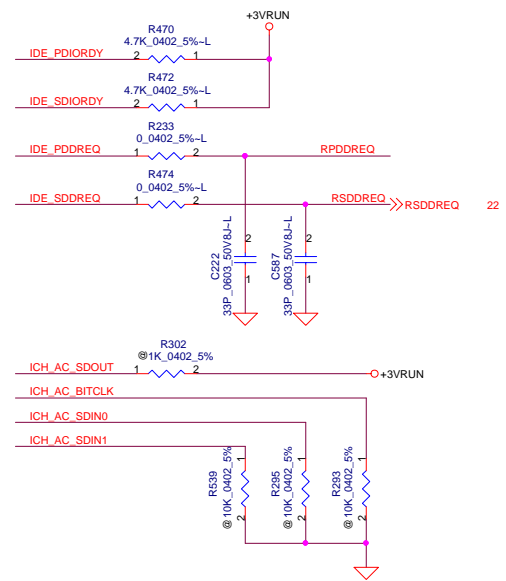 +3VRUN
R470
4.7K_0402_5%~L
IDE_PDIORDY 2 1
R472
4.7K_0402_5%~L
IDE_SDIORDY 2 1
R233
0_0402_5%~L
IDE_PDDREQ 1 2 RPDDREQ
R474
0_0402_5%~L
IDE_SDDREQ 1 2 RSDDREQ RSDDREQ 22
2 2
C222
33P_0603_50V8J~L
C587
33P_0603_50V8J~L
1 1
R302
@1K_0402_5%
ICH_AC_SDOUT 1 2 +3VRUN
ICH_AC_BITCLK
ICH_AC_SDIN0
ICH_AC_SDIN1
1 1 1
R539
@10K_0402_5%
R295
@10K_0402_5%
R293
@10K_0402_5%
2 2 2